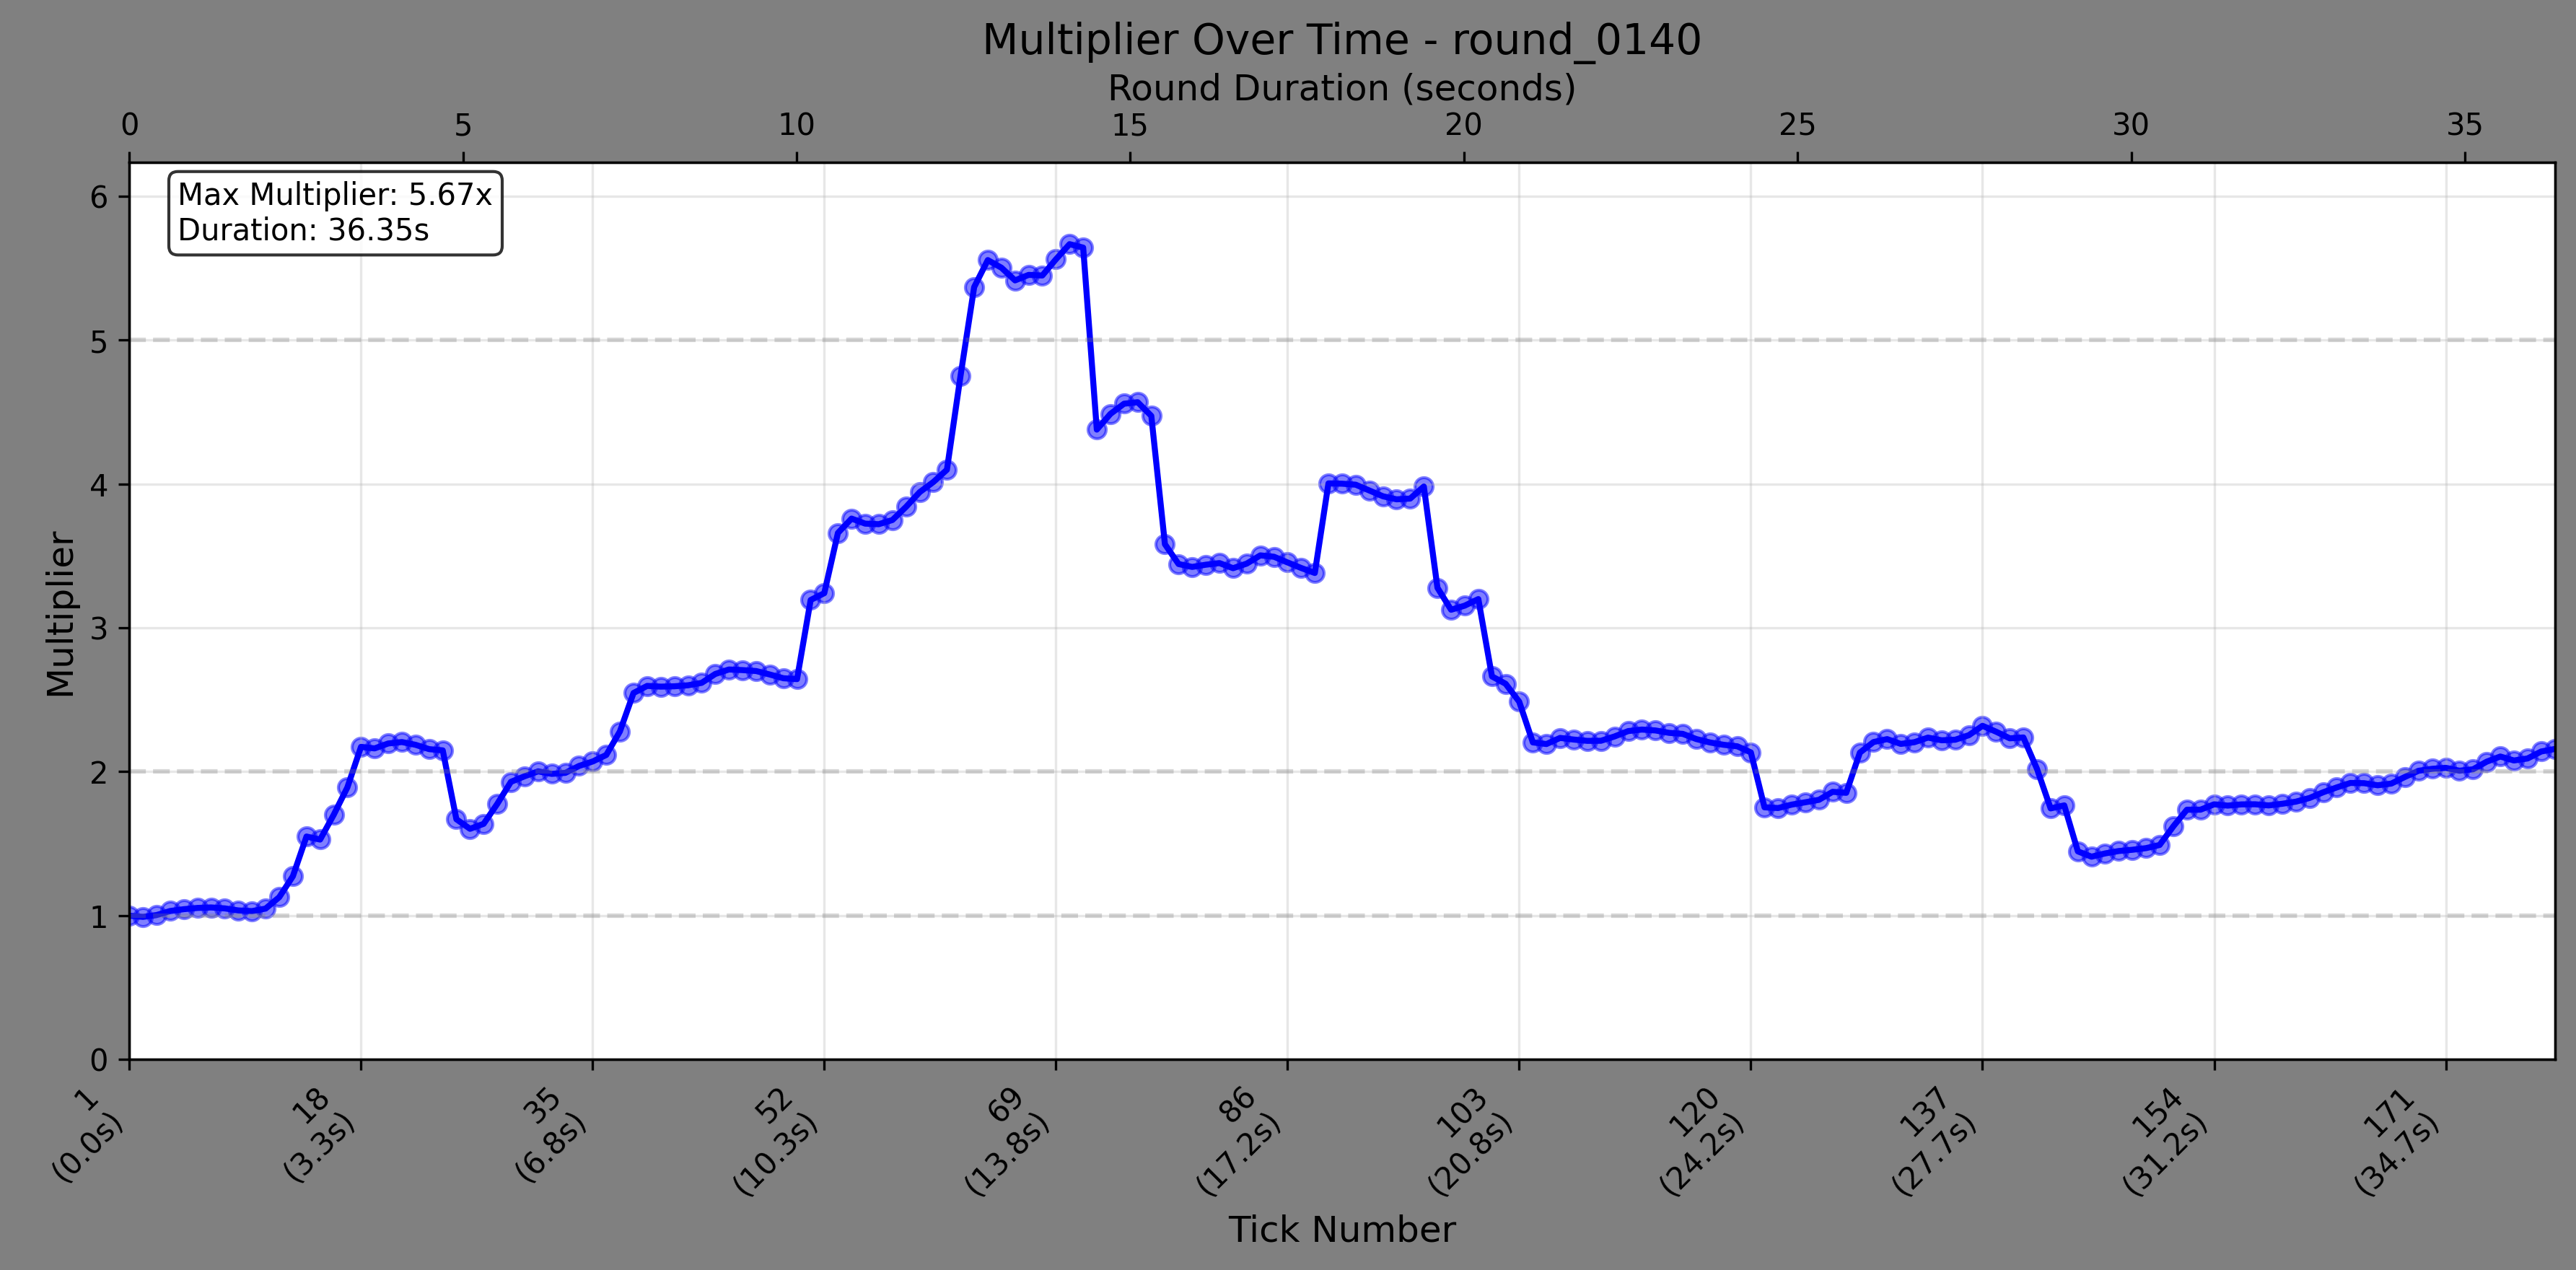 Multiplier Over Time - round_0140
Round Duration (seconds)
0 5 10 15 20 25 30 35
Max Multiplier: 5.67x
Duration: 36.35s
6
5
4
3
2
1
0
Multiplier
1
(0.0s)
18
(3.3s)
35
(6.8s)
52
(10.3s)
69
(13.8s)
86
(17.2s)
103
(20.8s)
120
(24.2s)
137
(27.7s)
154
(31.2s)
171
(34.7s)
Tick Number